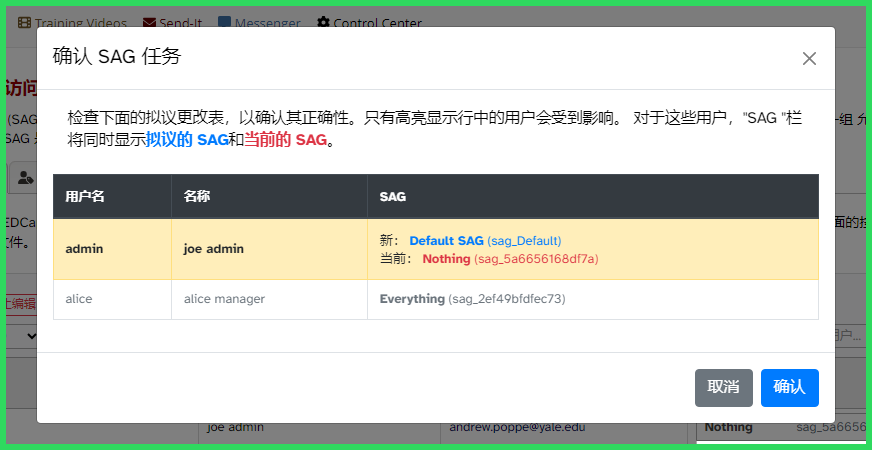 Training Videos Send-It Messenger Control Center
确认 SAG 任务
检查下面的拟议更改表，以确认其正确性。只有高亮显示行中的用户会受到影响。 对于这些用户，"SAG "栏
将同时显示拟议的 SAG和当前的 SAG。
用户名 名称 SAG
admin joe admin
新： Default SAG (sag_Default)
当前： Nothing (sag_5a6656168df7a)
alice alice manager Everything (sag_2ef49bfdfec73)
取消 确认
joe admin andrew.poppe@yale.edu Nothing